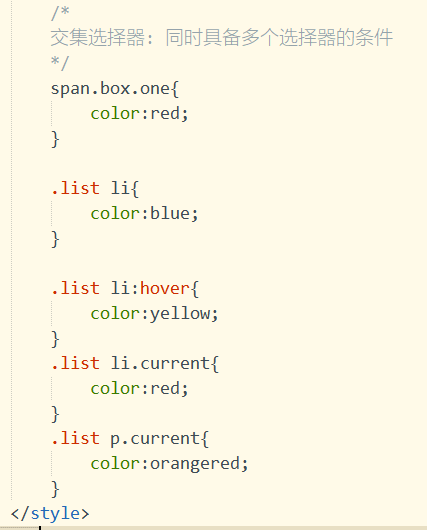 /*
交集选择器: 同时具备多个选择器的条件
*/
span.box.one{
    color:red;
}

.list li{
    color:blue;
}

.list li:hover{
    color:yellow;
}
.list li.current{
    color:red;
}
.list p.current{
    color:orangered;
}
</style>